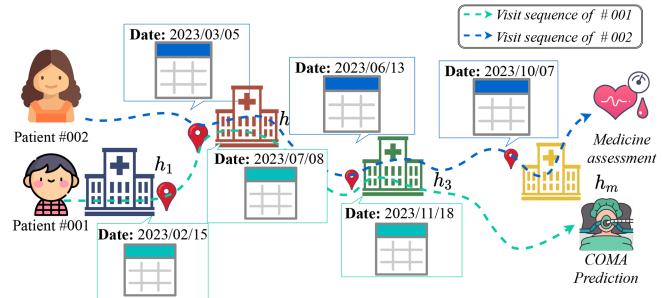 Visit sequence of #001
Visit sequence of #002
Date: 2023/03/05
Date: 2023/06/13
Date: 2023/10/07
Patient #002
h
Medicine
assessment
Date: 2023/07/08
h1
h3
hm
Patient #001
Date: 2023/02/15
Date: 2023/11/18
COMA
Prediction